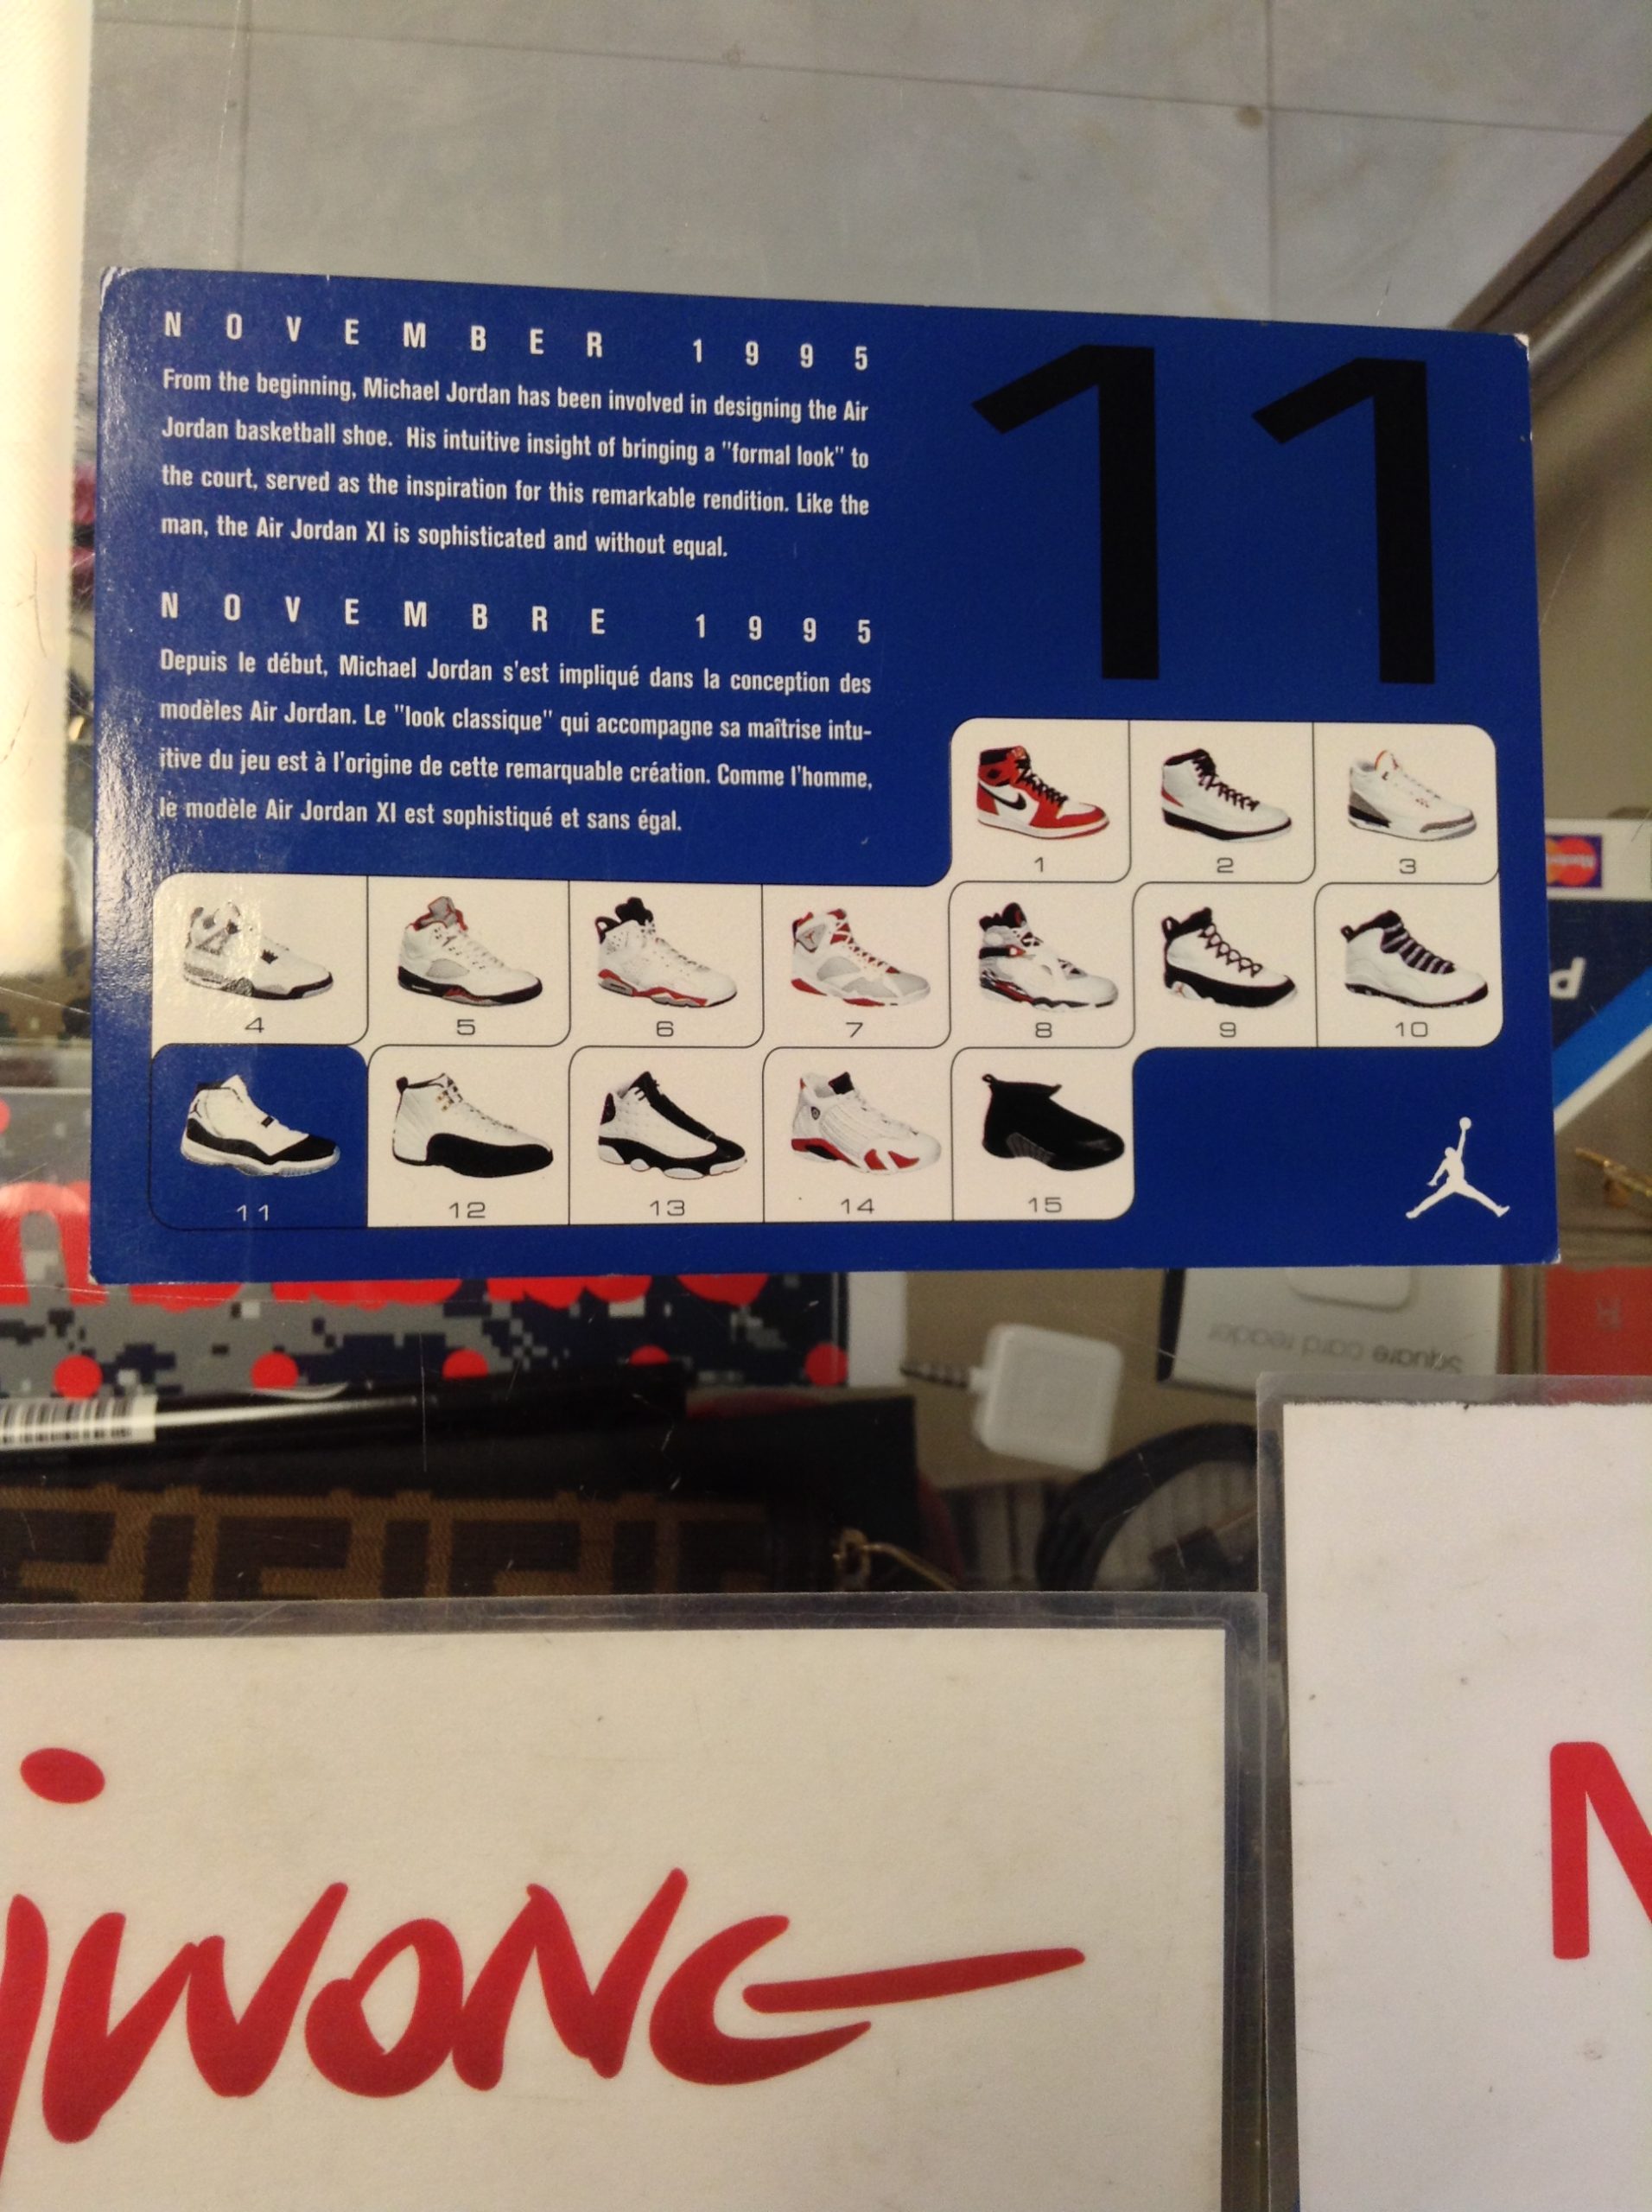 NOVEMBER 1995
11
From the beginning, Michael Jordan has been involved in designing the Air
Jordan basketball shoe. His intuitive insight of bringing a "formal look" to
the court, served as the inspiration for this remarkable rendition. Like the
man, the Air Jordan XI is sophisticated and without equal.
NOVEMBRE 1995
Depuis le début, Michael Jordan s'est impliqué dans la conception des
modèles Air Jordan. Le "look classique" qui accompagne sa maîtrise intu-
itive du jeu est à l'origine de cette remarquable création. Comme l'homme,
le modèle Air Jordan XI est sophistiqué et sans égal.
1 2 3
4 5 6 7 8 9 10
11 12 13 14 15
MasterCard
Square card reader
jwong
N